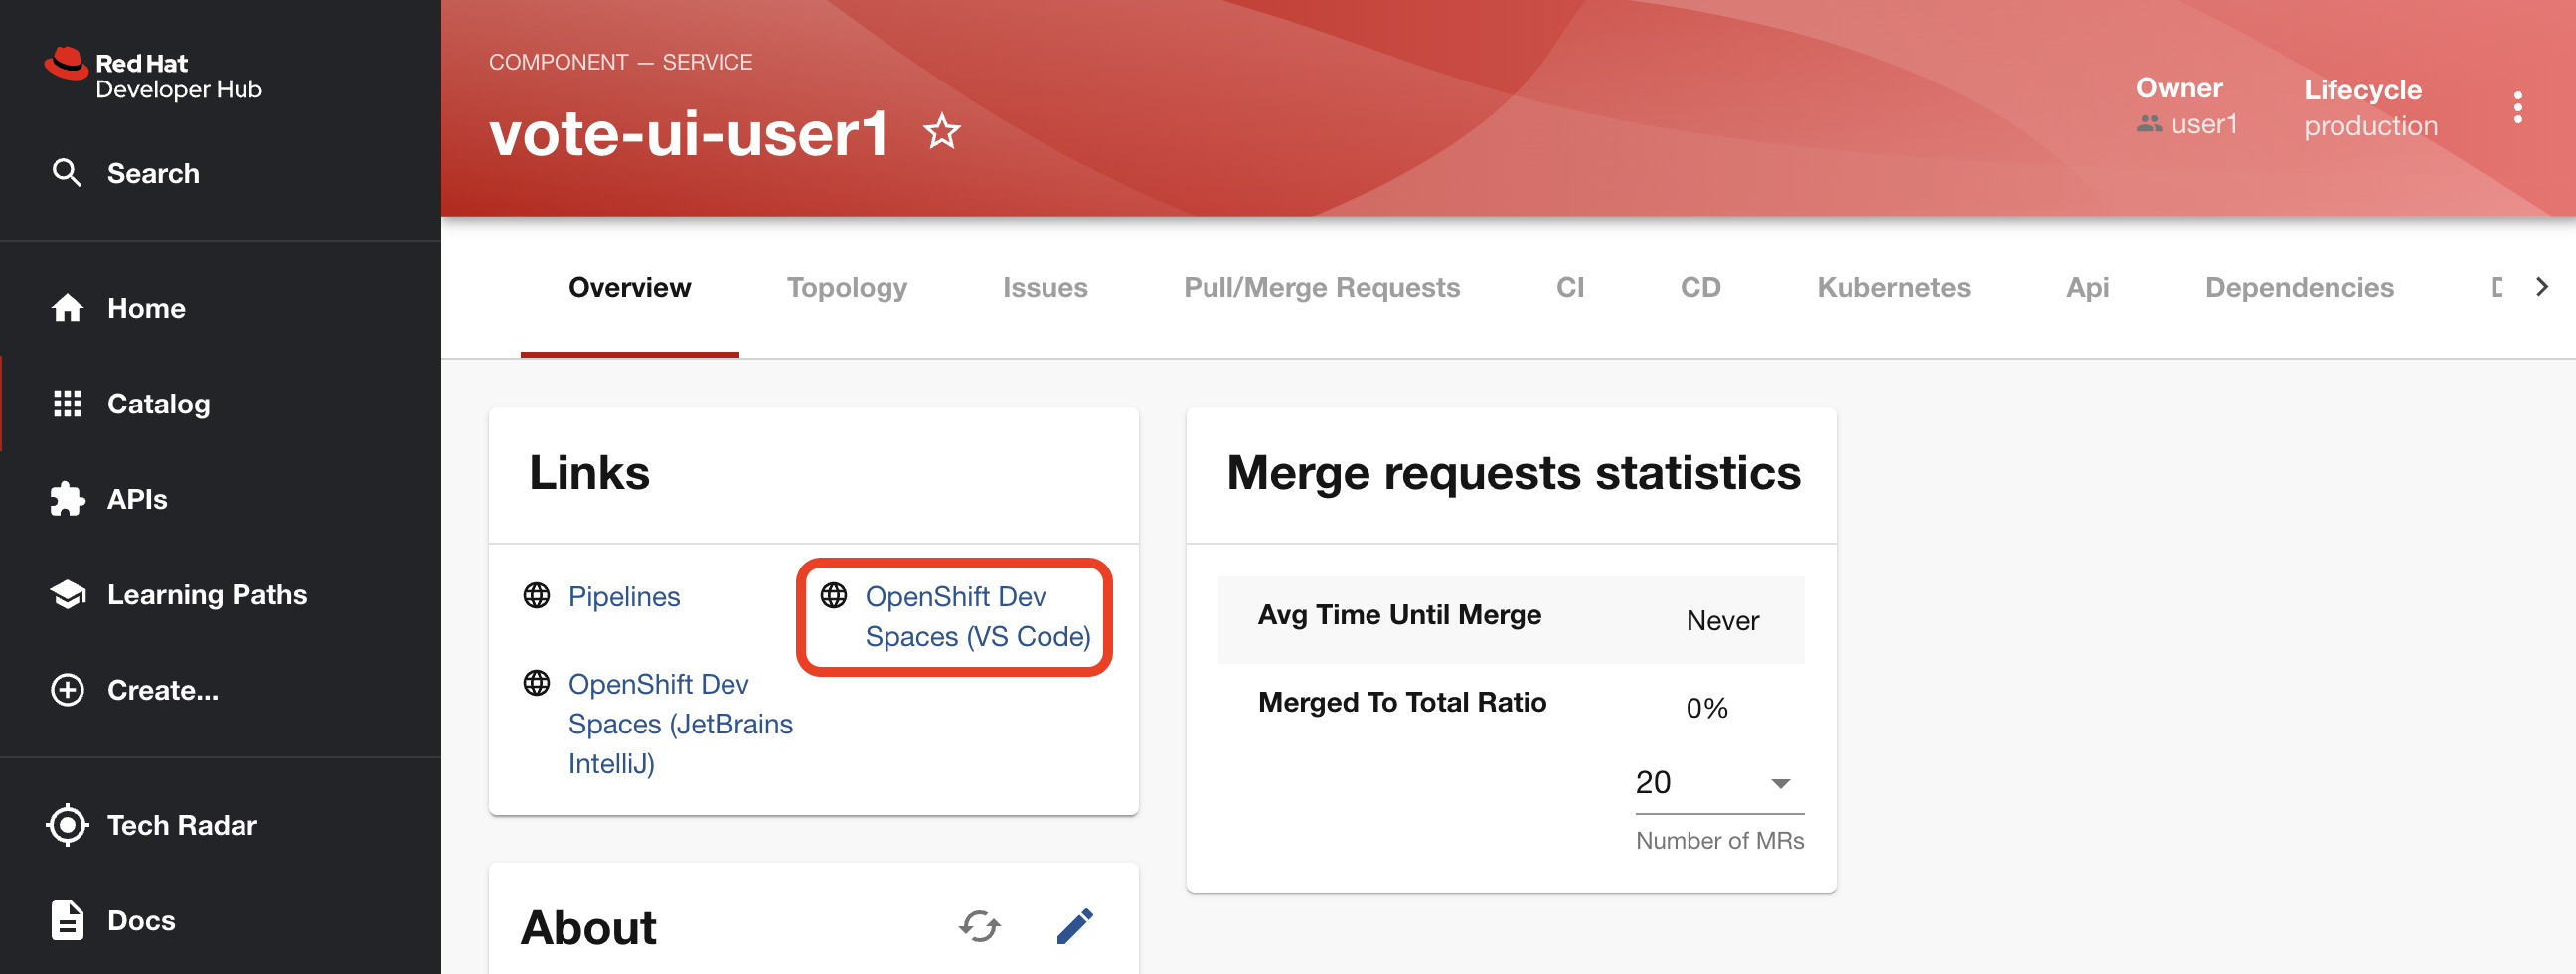 Red Hat
Developer Hub
Search
Home
Catalog
APIs
Learning Paths
Create...
Tech Radar
Docs
COMPONENT — SERVICE
vote-ui-user1
Owner
user1
Lifecycle
production
Overview Topology Issues Pull/Merge Requests CI CD Kubernetes Api Dependencies
Links
Pipelines
OpenShift Dev
Spaces (VS Code)
OpenShift Dev
Spaces (JetBrains
IntelliJ)
About
Merge requests statistics
Avg Time Until Merge Never
Merged To Total Ratio 0%
20
Number of MRs